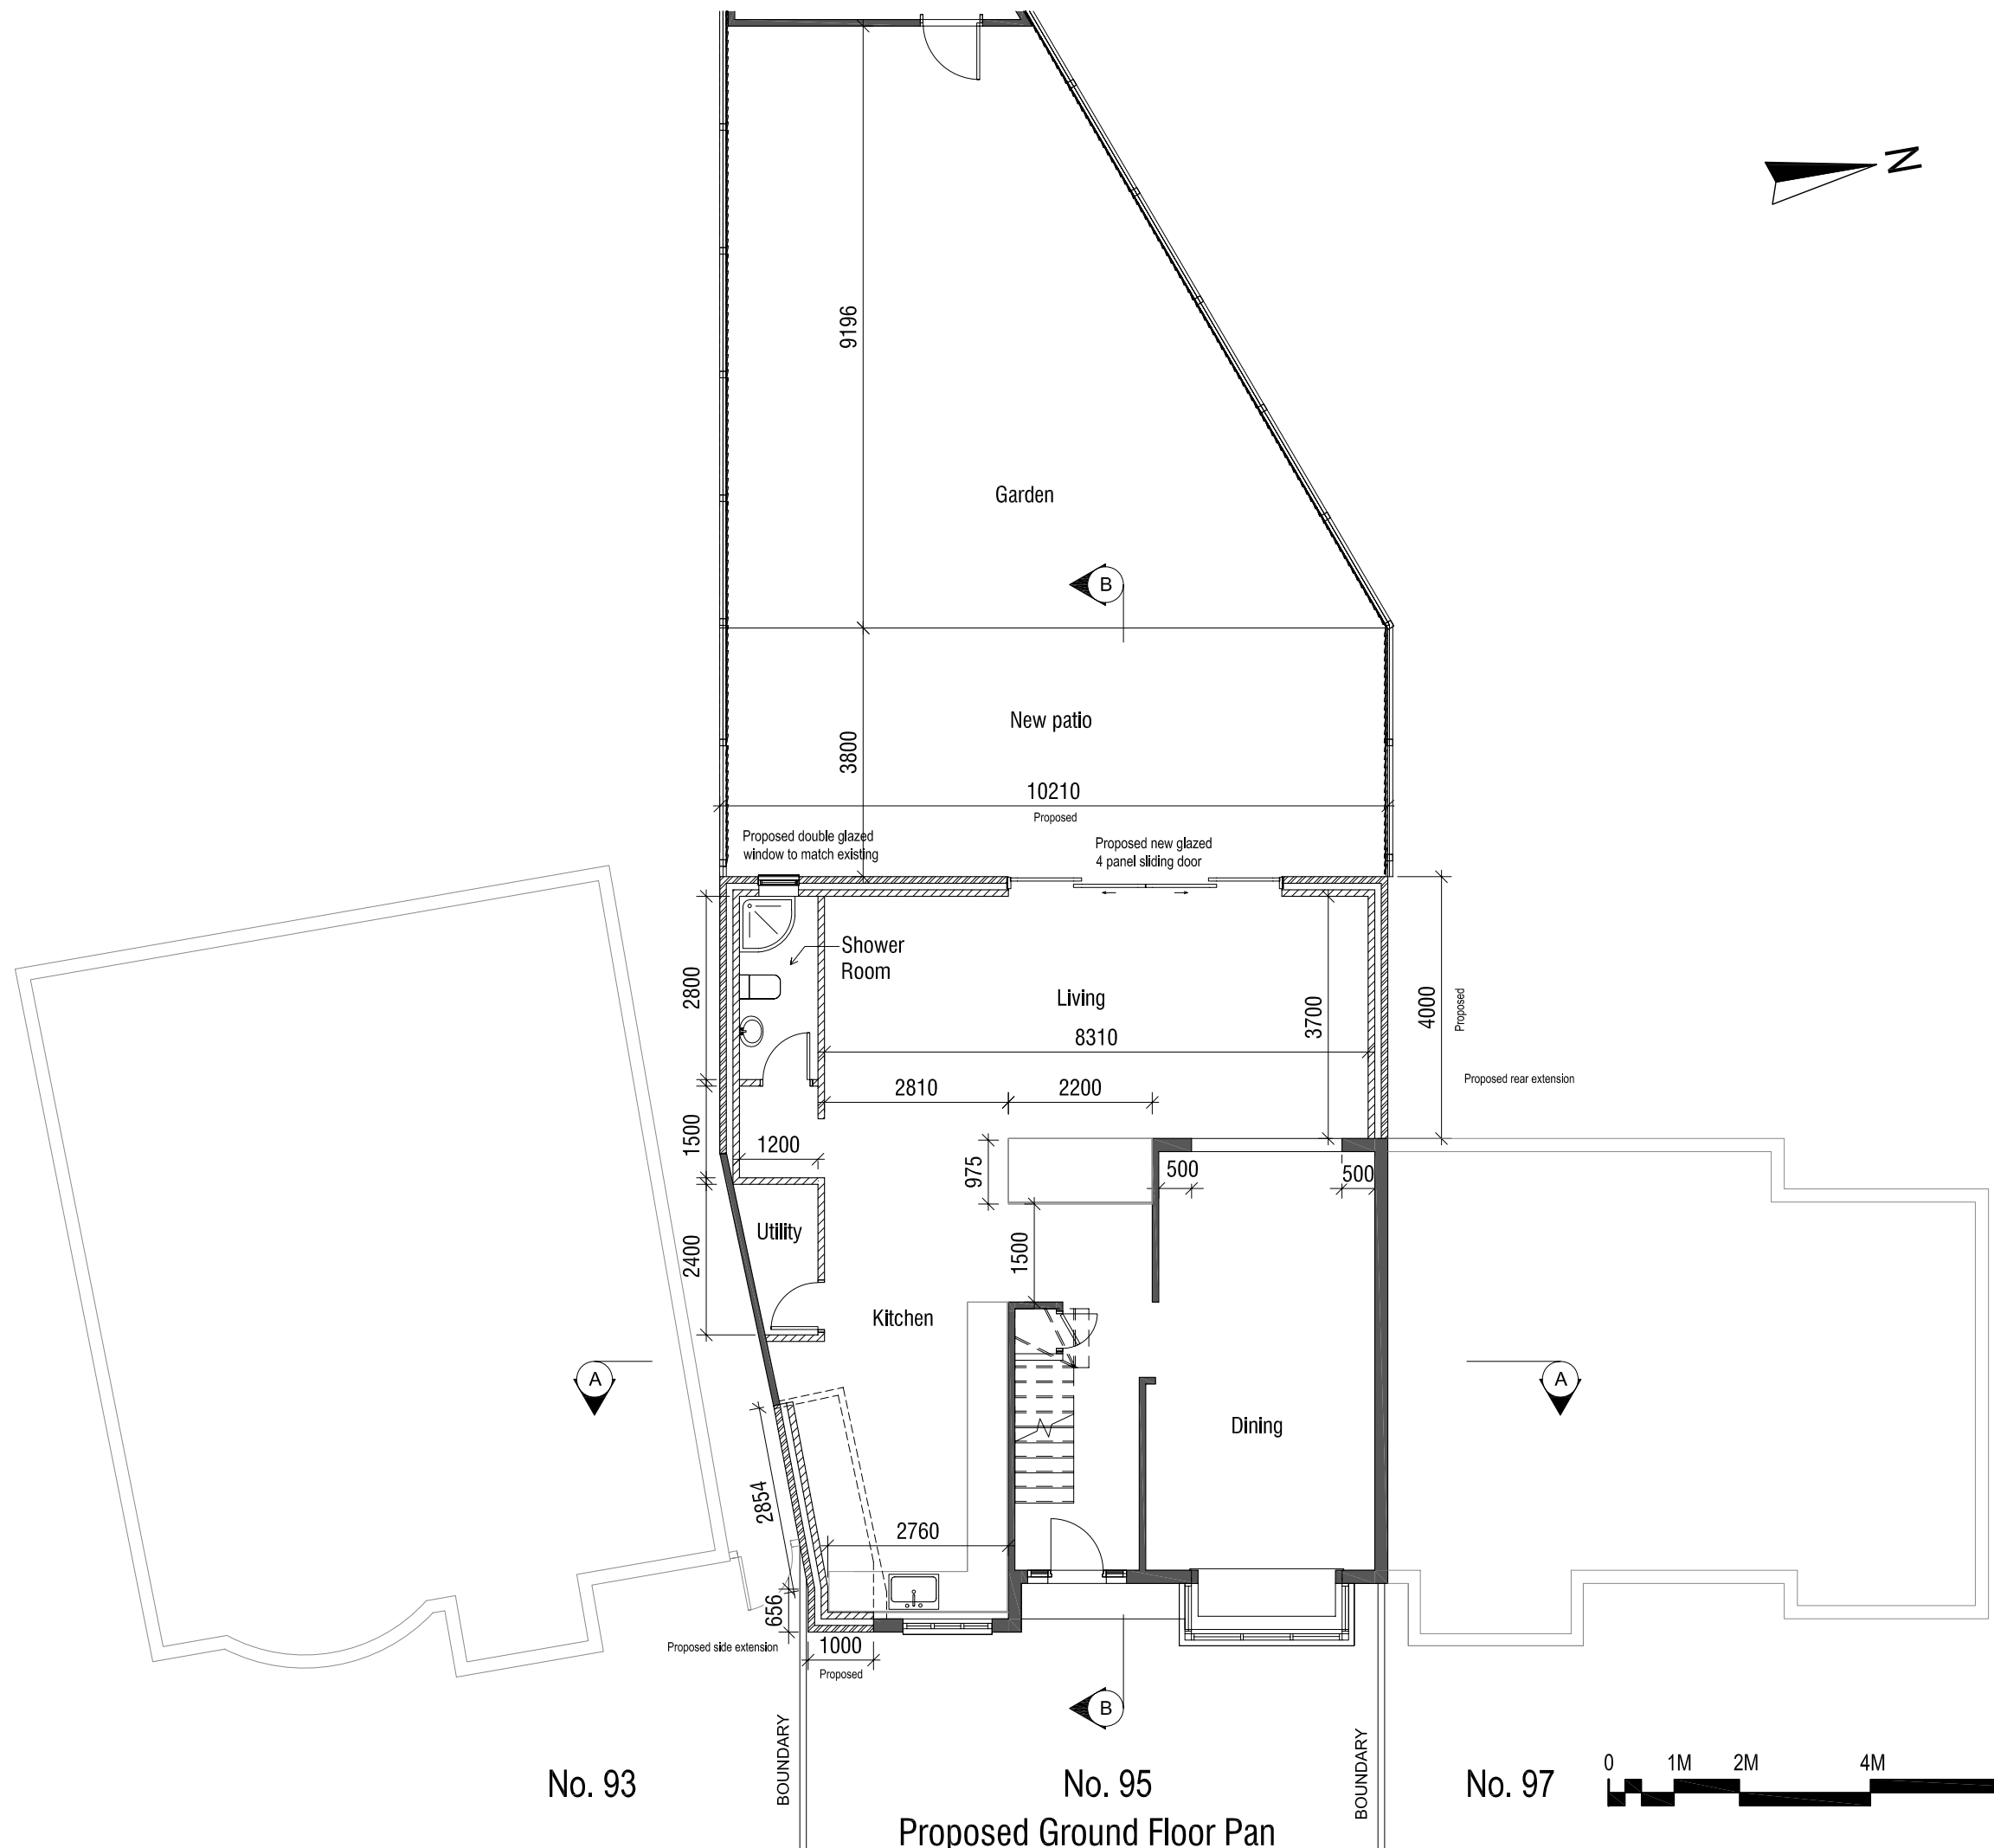 N
9196
Garden
B
New patio
3800
10210
Proposed
Proposed double glazed
window to match existing
Proposed new glazed
4 panel sliding door
Shower
Room
2800
Living
8310
3700
4000
Proposed
Proposed rear extension
2810
2200
1500
1200
975
500
500
Utility
2400
1500
Kitchen
A
A
Dining
2854
2760
656
Proposed side extension
1000
Proposed
B
BOUNDARY
BOUNDARY
No. 93
No. 95
No. 97
0 1M 2M 4M
Proposed Ground Floor Pan